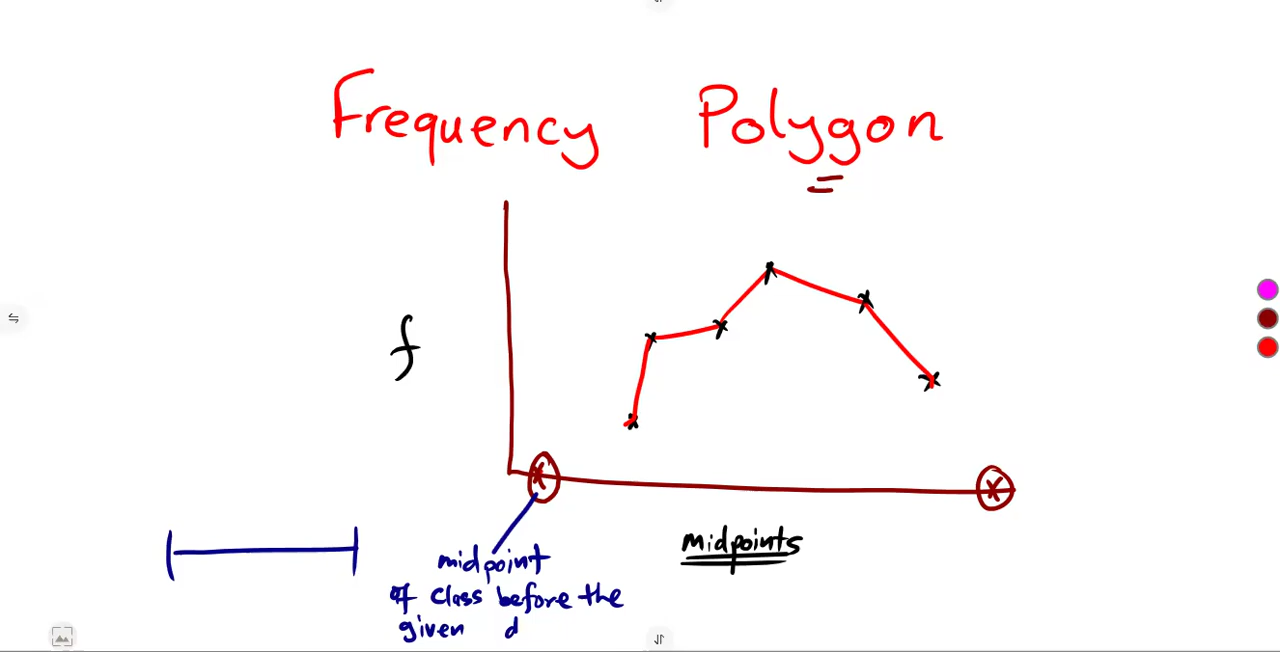 Frequency Polygon
f
midpoints
midpoint
of class before the
given d